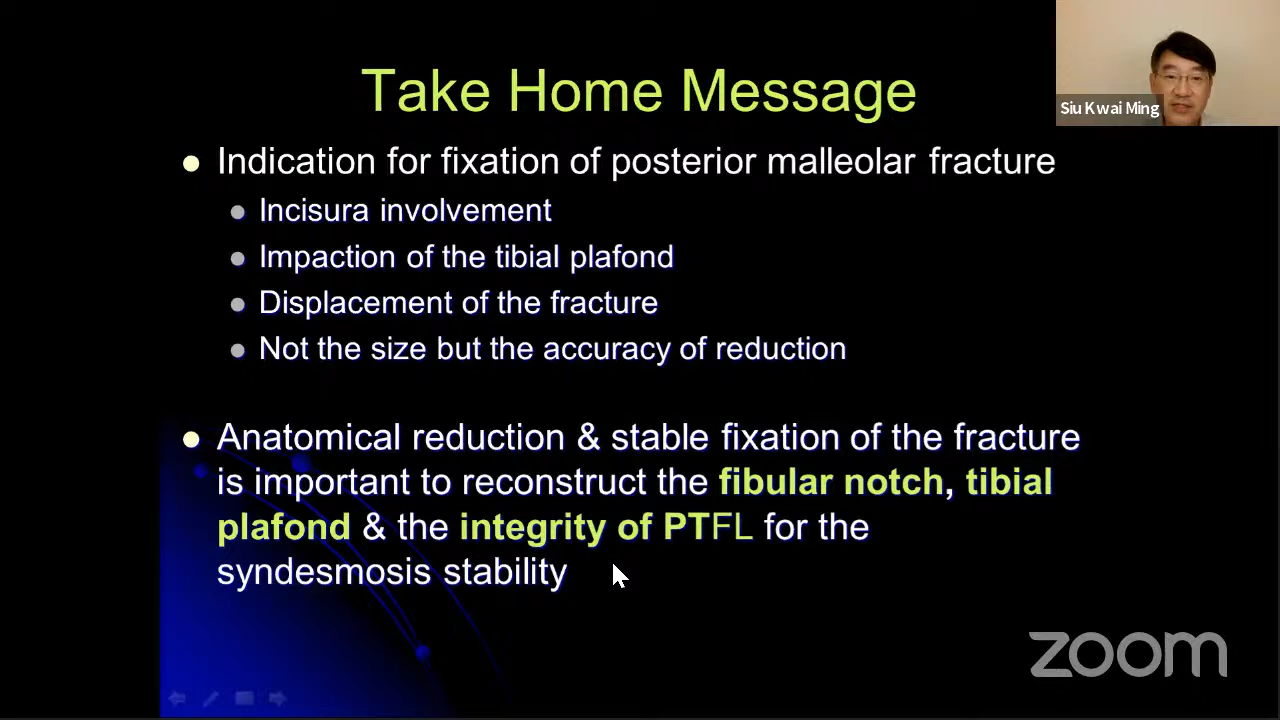 Take Home Message
Siu Kwai Ming
Indication for fixation of posterior malleolar fracture
Incisura involvement
Impaction of the tibial plafond
Displacement of the fracture
Not the size but the accuracy of reduction
Anatomical reduction & stable fixation of the fracture
is important to reconstruct the fibular notch, tibial
plafond & the integrity of PTFL for the
syndesmosis stability
zoom